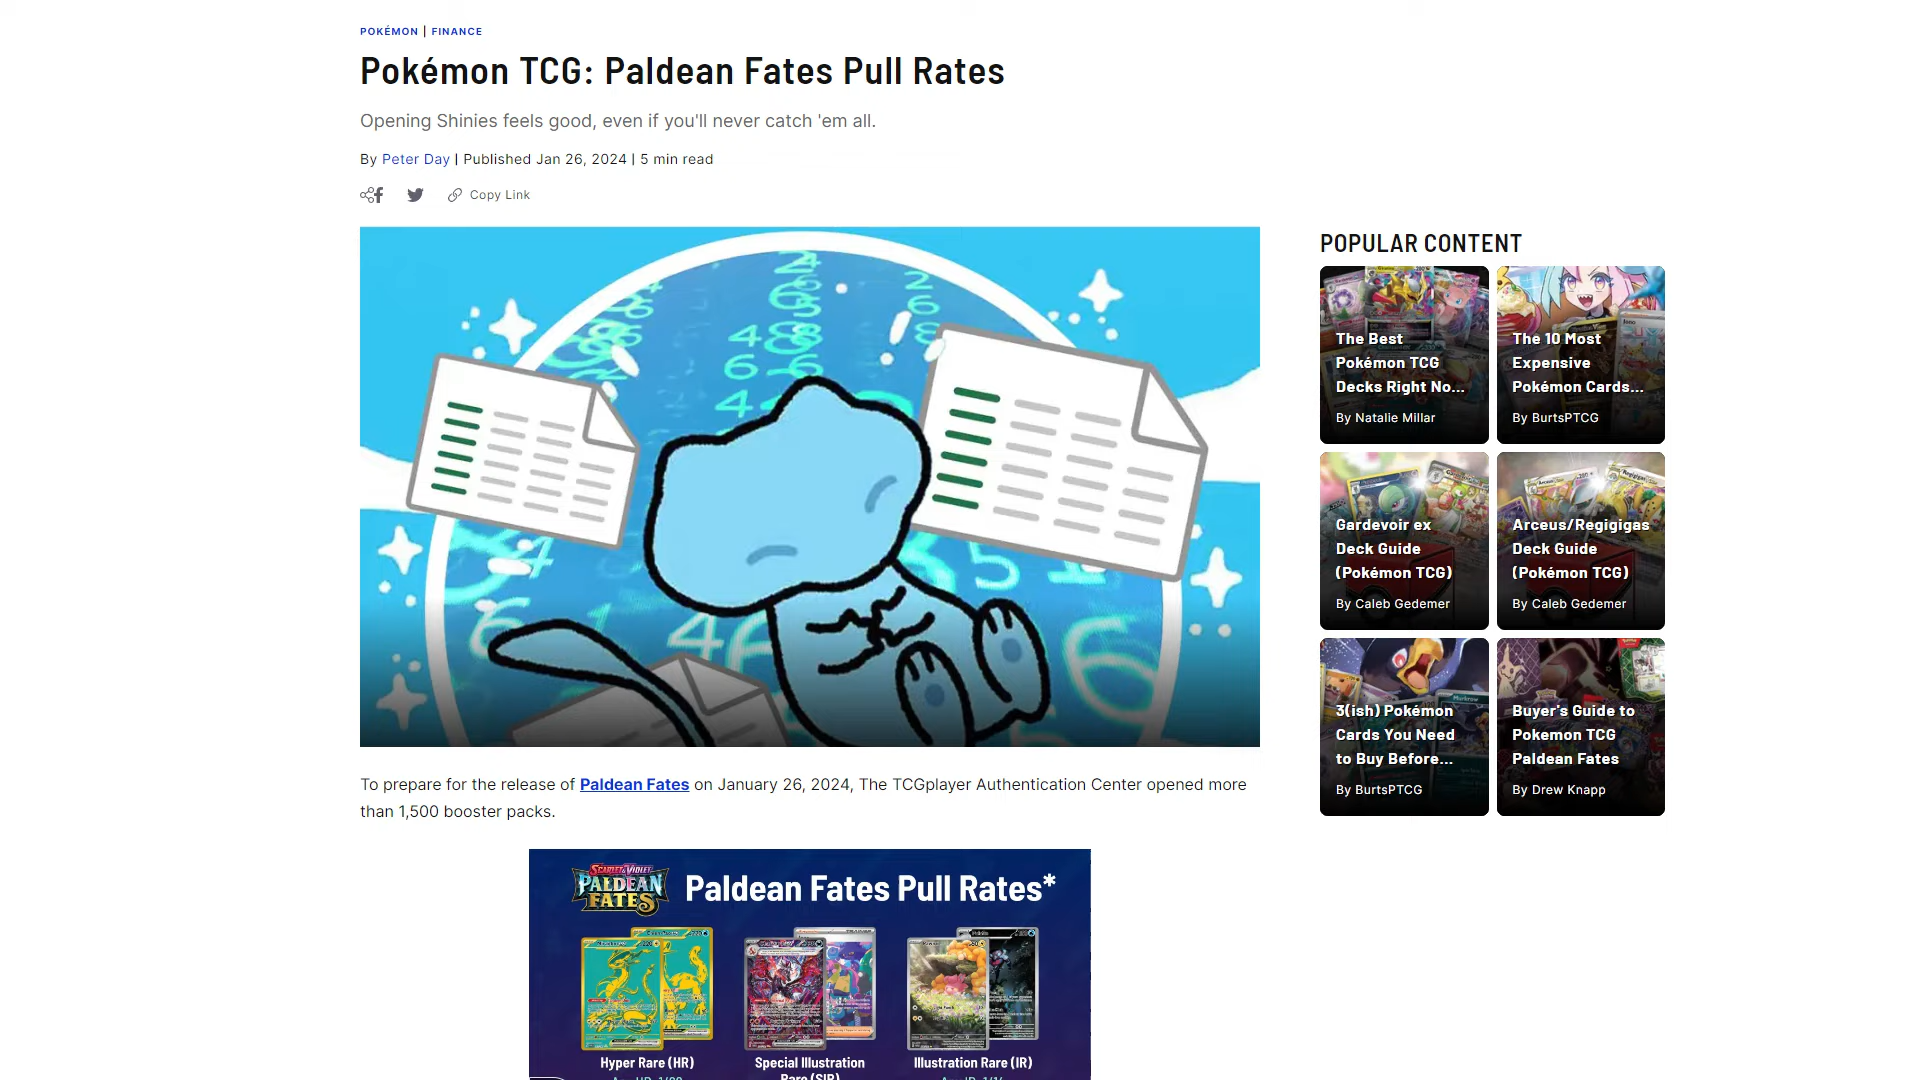 POKÉMON | FINANCE
Pokémon TCG: Paldean Fates Pull Rates
Opening Shinies feels good, even if you'll never catch 'em all.
By Peter Day | Published Jan 26, 2024 | 5 min read
Copy Link
POPULAR CONTENT
The Best
Pokémon TCG
Decks Right No...
By Natalie Millar
The 10 Most
Expensive
Pokémon Cards...
By BurtsPTCG
Gardevoir ex
Deck Guide
(Pokémon TCG)
By Caleb Gedemer
Arceus/Regigigas
Deck Guide
(Pokémon TCG)
By Caleb Gedemer
3(ish) Pokémon
Cards You Need
to Buy Before...
By BurtsPTCG
Buyer's Guide to
Pokemon TCG
Paldean Fates
By Drew Knapp
To prepare for the release of Paldean Fates on January 26, 2024, The TCGplayer Authentication Center opened more
than 1,500 booster packs.
SCARLET & VIOLET
PALDEAN
FATES
Paldean Fates Pull Rates*
Hyper Rare (HR)
Special Illustration
Rare (SIR)
Illustration Rare (IR)